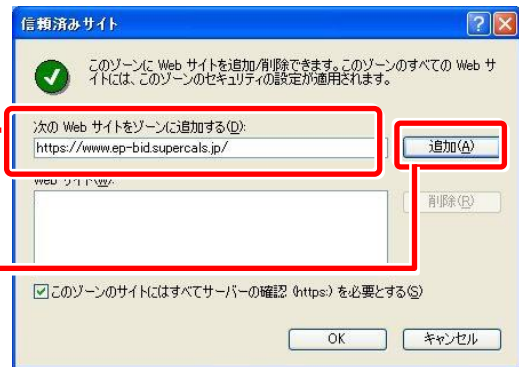 信頼済みサイト
このゾーンに Web サイトを追加/削除できます。このゾーンのすべての Web サ
イトには、このゾーンのセキュリティの設定が適用されます。
次の Web サイトをゾーンに追加する(D):
https://www.ep-bid.supercals.jp/
追加(A)
Web サイト(W):
削除(R)
このゾーンのサイトにはすべてサーバーの確認 (https:) を必要とする(S)
OK
キャンセル